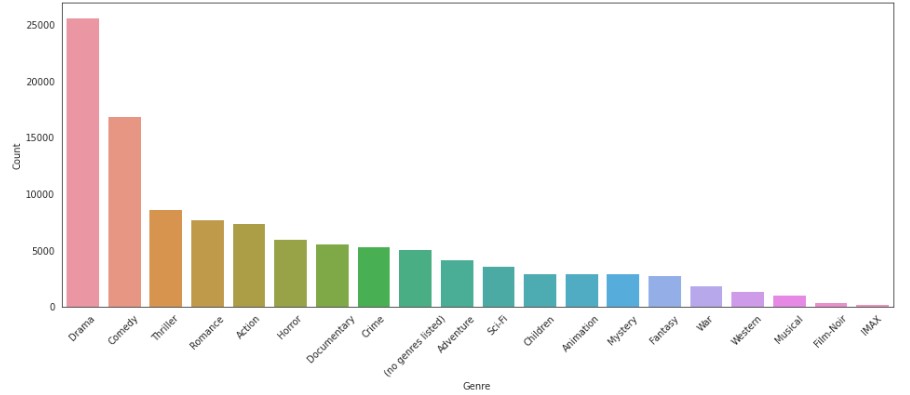 25000
20000
15000
10000
5000
0
Count
Drama
Comedy
Thriller
Romance
Action
Horror
Documentary
Crime
(no genres listed)
Adventure
Sci-Fi
Children
Animation
Mystery
Fantasy
War
Western
Musical
Film-Noir
IMAX
Genre